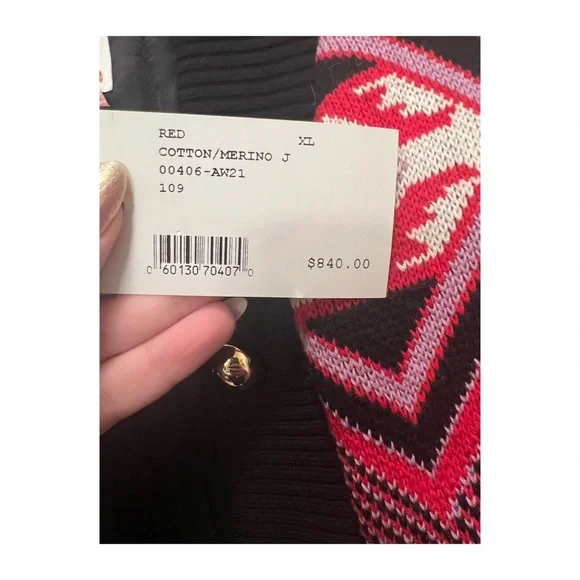 RED XL
COTTON/MERINO J
00406-AW21
109
0 60130 70407 0
$840.00